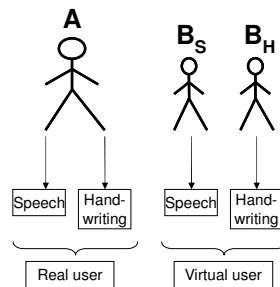 A B_S B_H
Speech Hand-
writing Speech Hand-
writing
Real user Virtual user